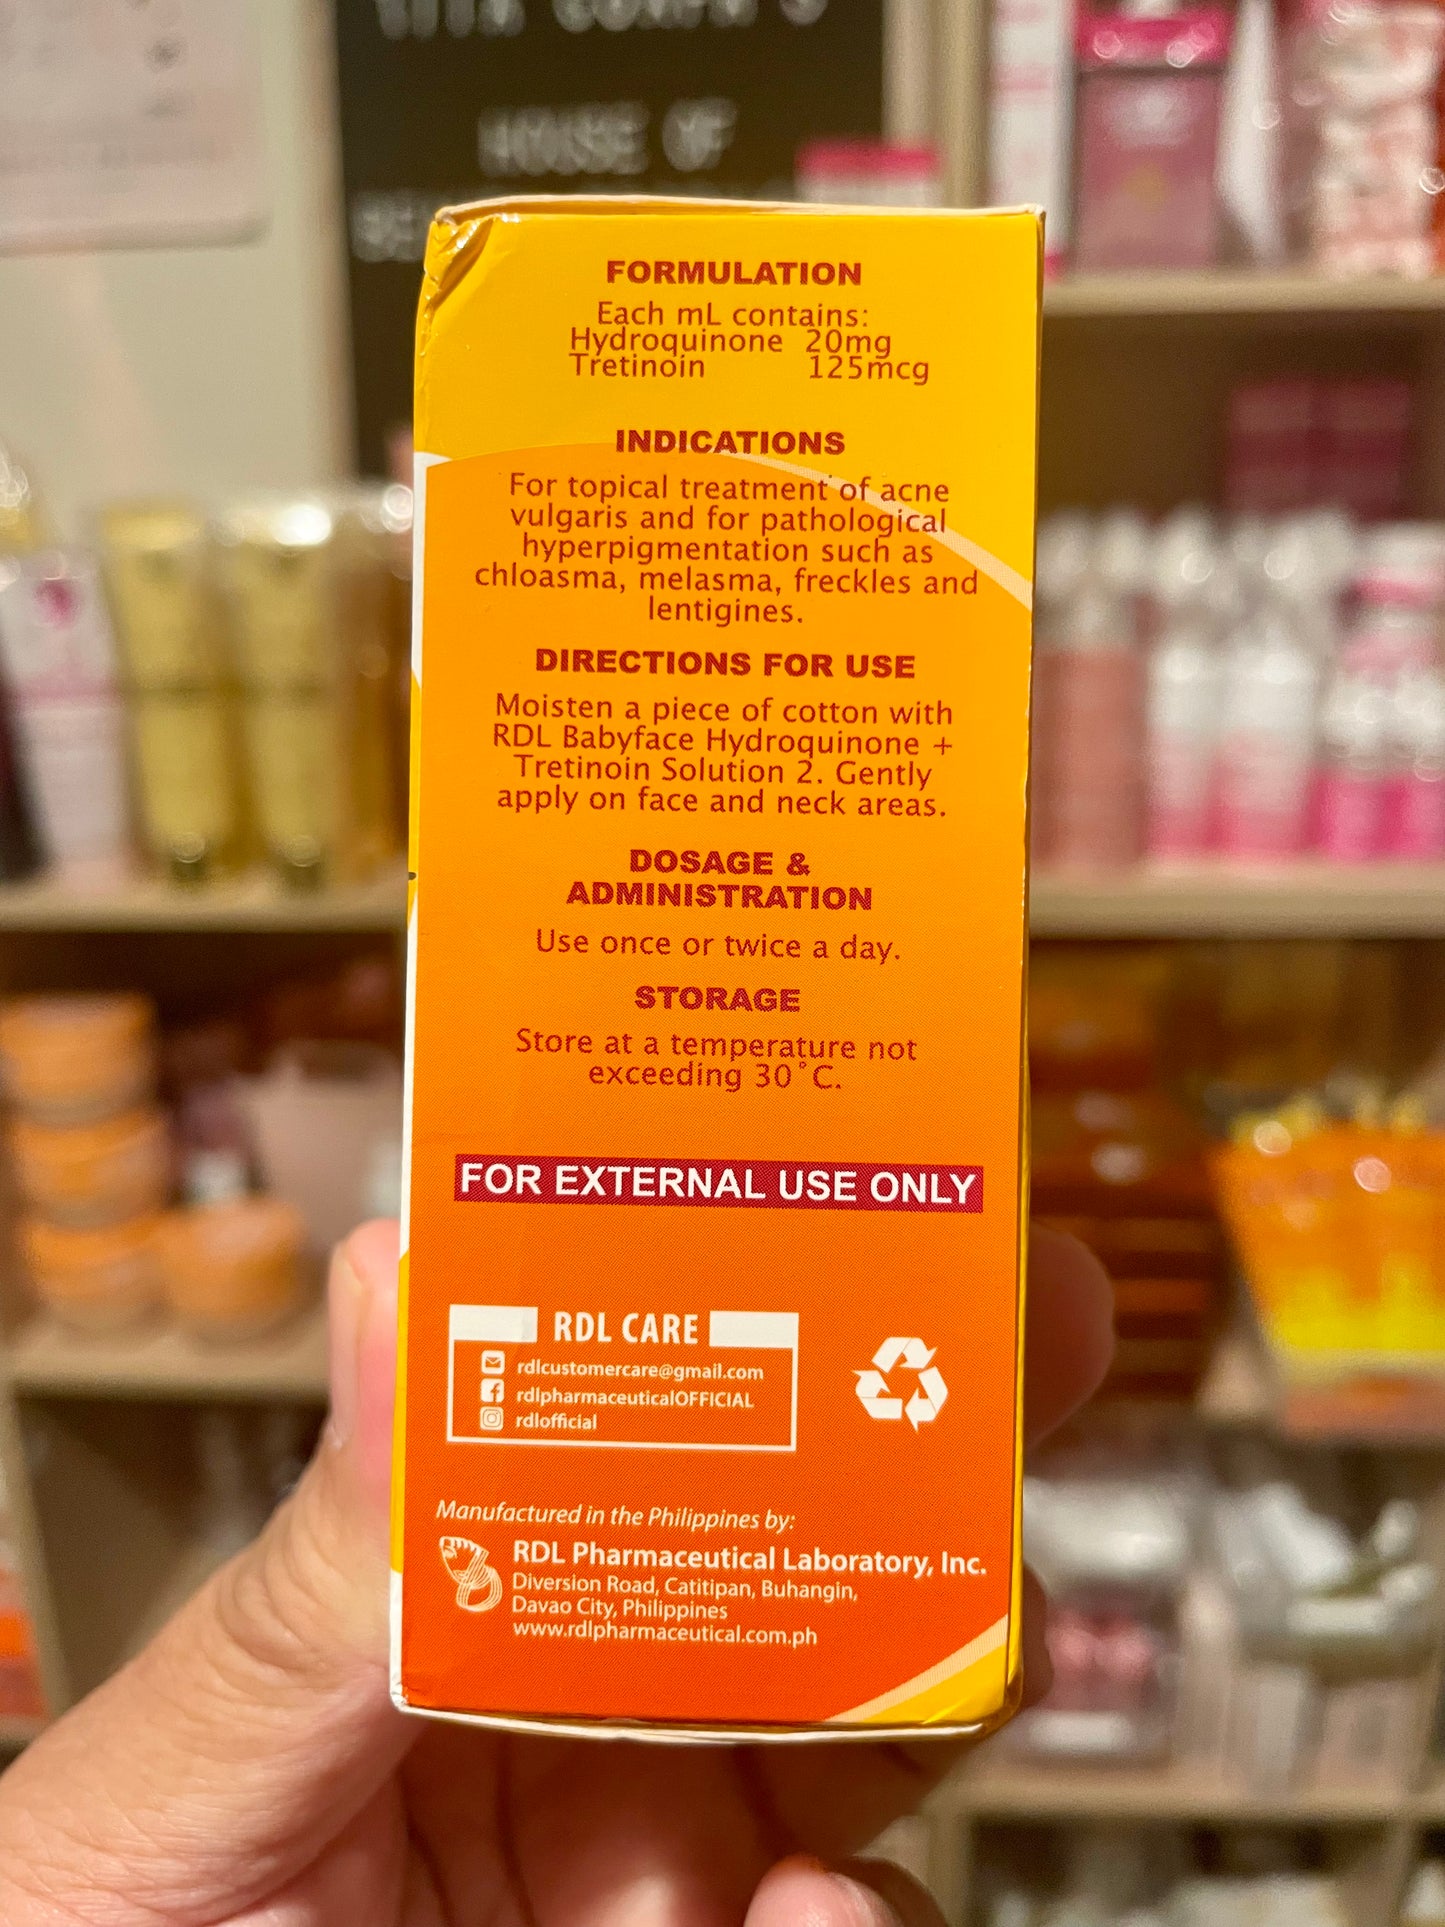 HOUSE OF
FORMULATION
Each mL contains:
Hydroquinone 20mg
Tretinoin 125mcg
INDICATIONS
For topical treatment of acne
vulgaris and for pathological
hyperpigmentation such as
chloasma, melasma, freckles and
lentigines.
DIRECTIONS FOR USE
Moisten a piece of cotton with
RDL Babyface Hydroquinone +
Tretinoin Solution 2. Gently
apply on face and neck areas.
DOSAGE &
ADMINISTRATION
Use once or twice a day.
STORAGE
Store at a temperature not
exceeding 30°C.
FOR EXTERNAL USE ONLY
RDL CARE
rdlcustomercare@gmail.com
rdlpharmaceuticalOFFICIAL
rdlofficial
Manufactured in the Philippines by:
RDL Pharmaceutical Laboratory, Inc.
Diversion Road, Catitipan, Buhangin,
Davao City, Philippines
www.rdlpharmaceutical.com.ph